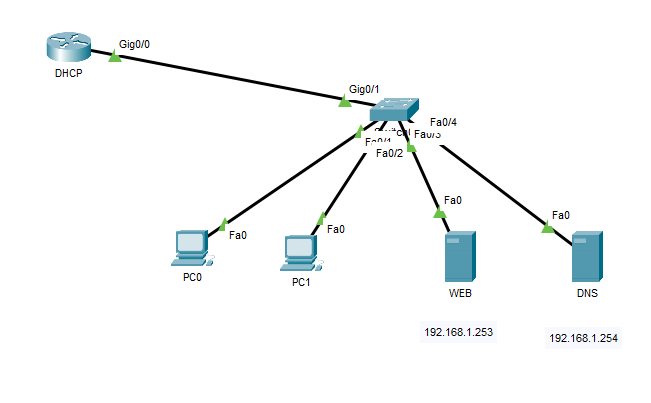 Gig0/0
DHCP
Gig0/1
Fa0/4
Fa0/3
Fa0/1
Fa0/2
Fa0
Fa0
Fa0
Fa0
PC0
PC1
WEB
DNS
192.168.1.253
192.168.1.254